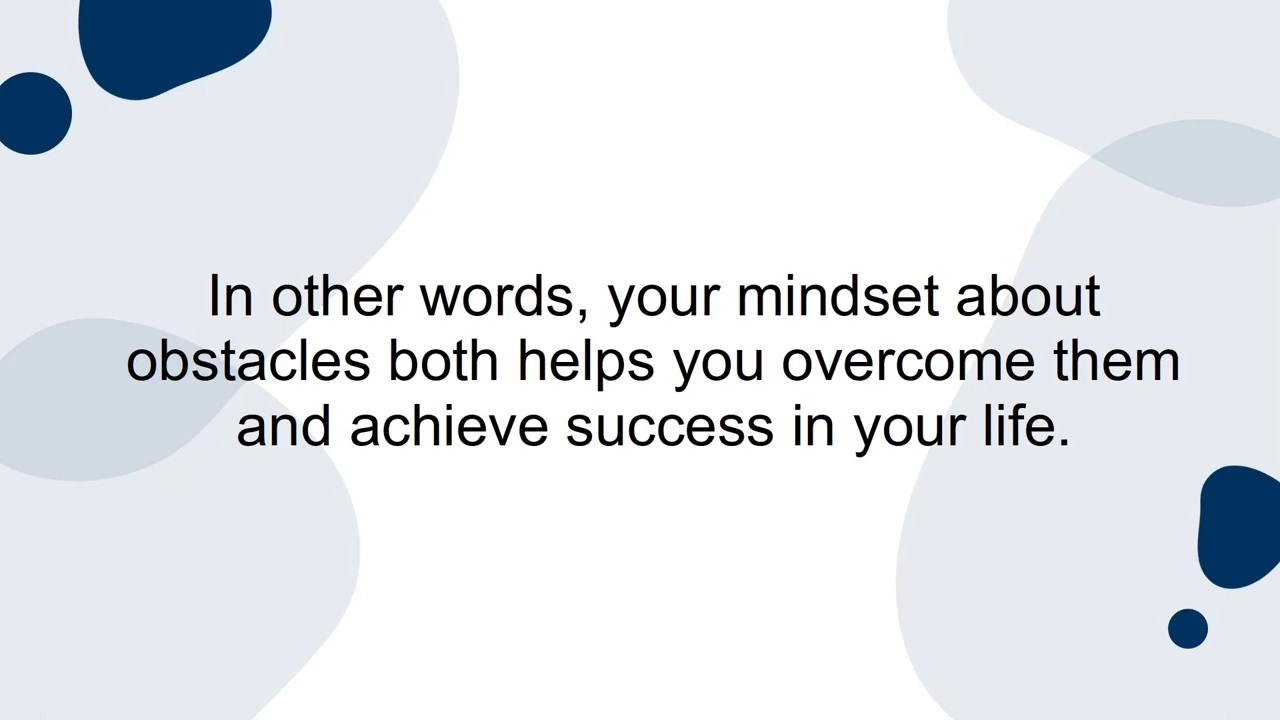 In other words, your mindset about
obstacles both helps you overcome them
and achieve success in your life.